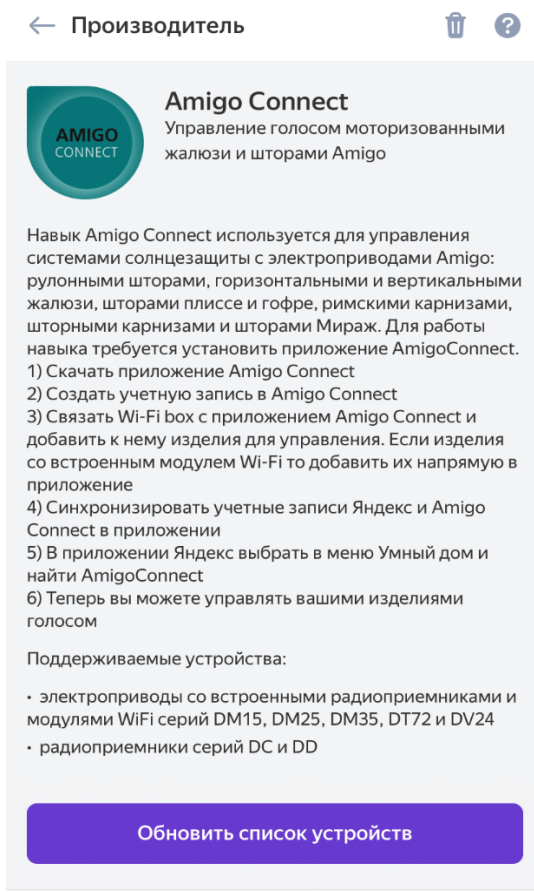 Производитель
AMIGO
CONNECT
Amigo Connect
Управление голосом моторизованными
жалюзи и шторами Amigo
Навык Amigo Connect используется для управления
системами солнцезащиты с электроприводами Amigo:
рулонными шторами, горизонтальными и вертикальными
жалюзи, шторами плиссе и гофре, римскими карнизами,
шторными карнизами и шторами Мираж. Для работы
навыка требуется установить приложение AmigoConnect.
1) Скачать приложение Amigo Connect
2) Создать учетную запись в Amigo Connect
3) Связать Wi-Fi box с приложением Amigo Connect и
добавить к нему изделия для управления. Если изделия
со встроенным модулем Wi-Fi то добавить их напрямую в
приложение
4) Синхронизировать учетные записи Яндекс и Amigo
Connect в приложении
5) В приложении Яндекс выбрать в меню Умный дом и
найти AmigoConnect
6) Теперь вы можете управлять вашими изделиями
голосом
Поддерживаемые устройства:
• электроприводы со встроенными радиоприемниками и
модулями WiFi серий DM15, DM25, DM35, DT72 и DV24
• радиоприемники серий DC и DD
Обновить список устройств